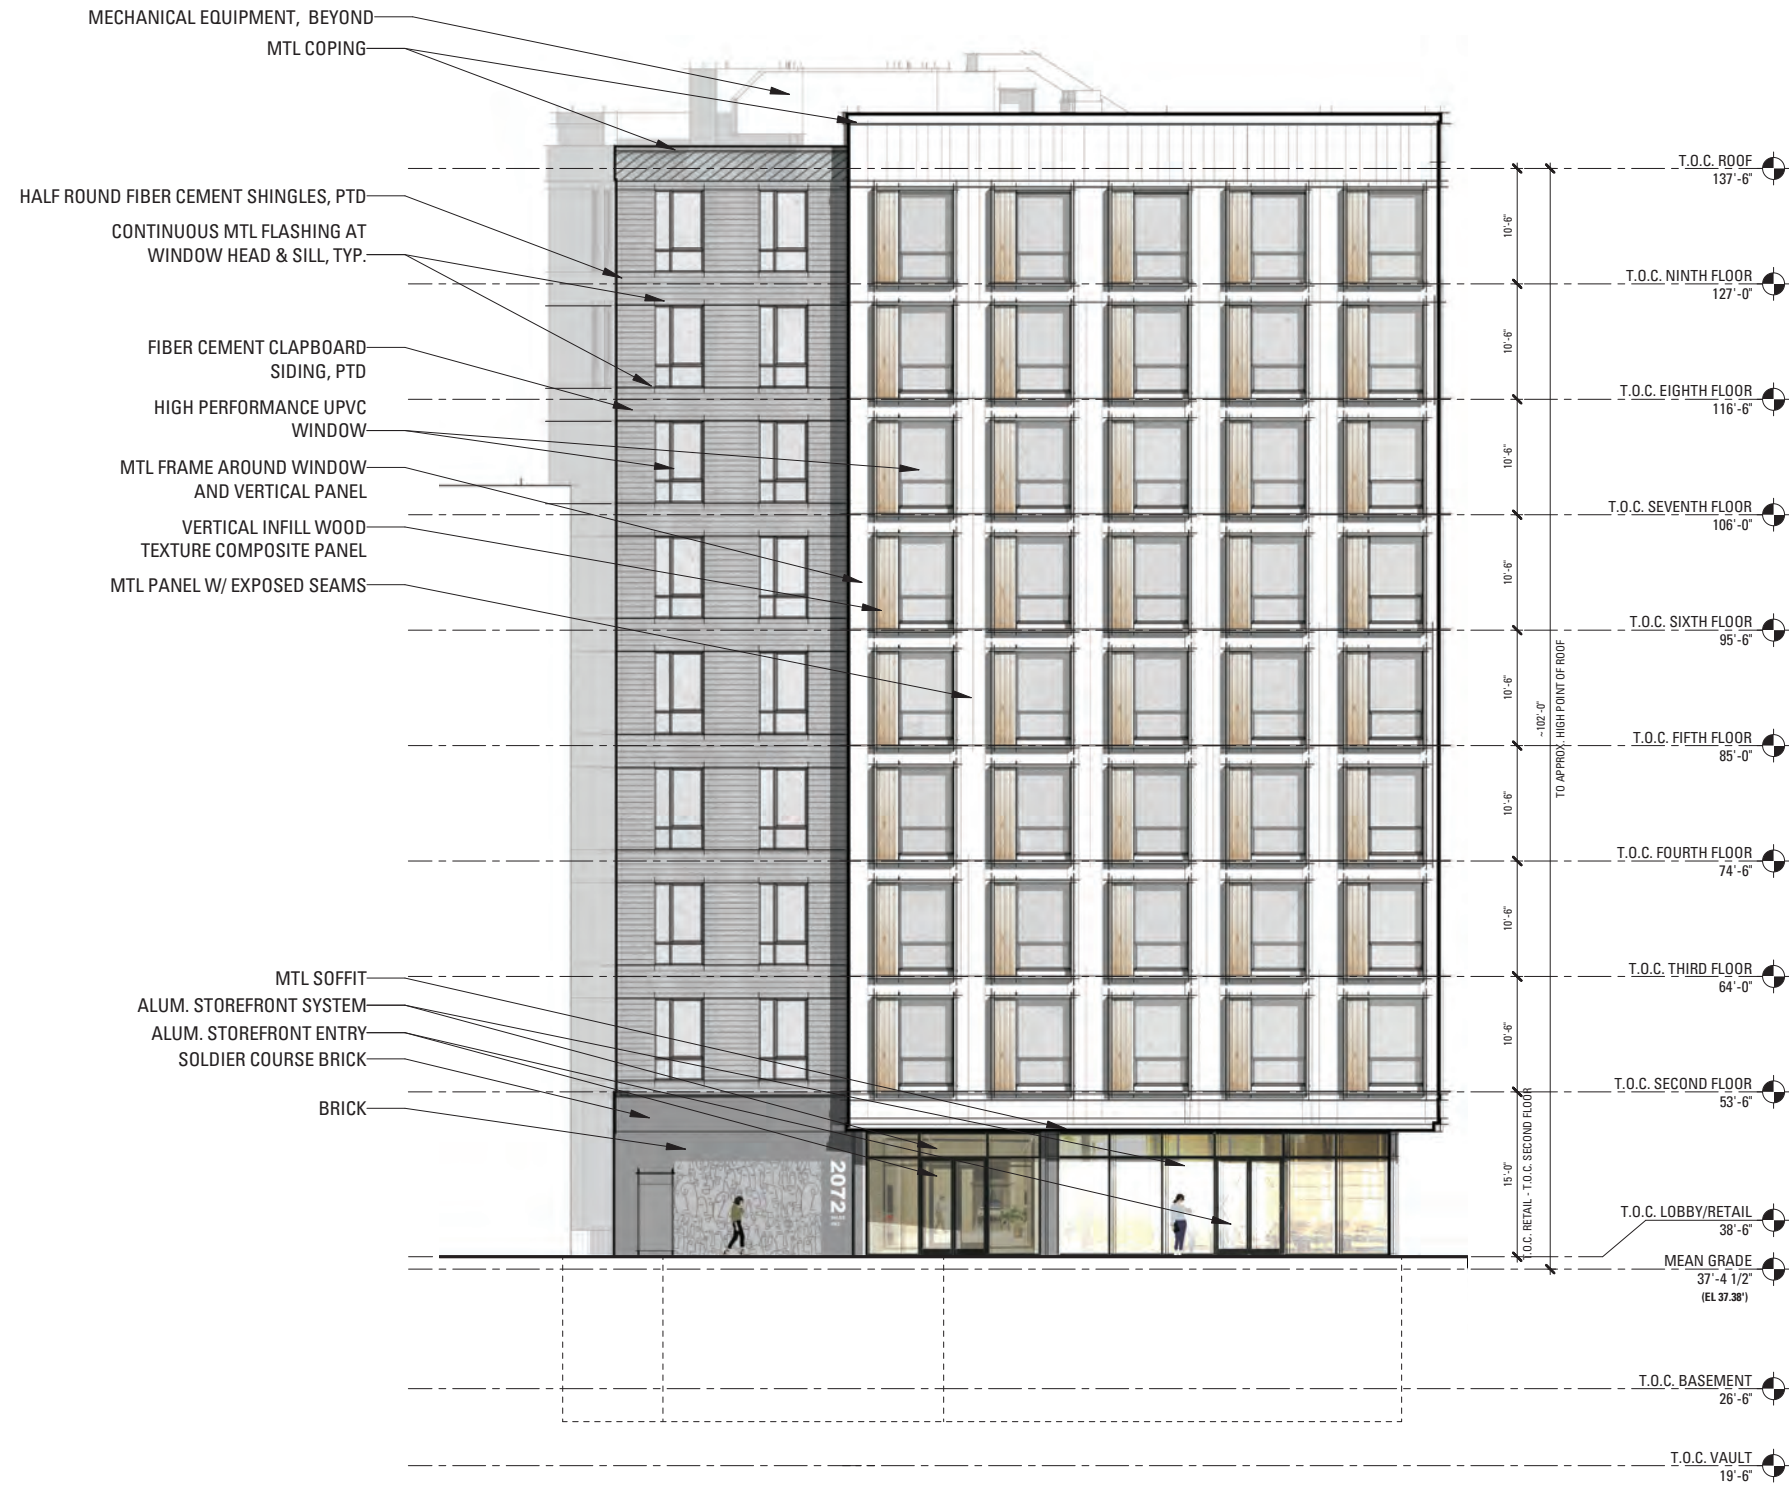 MECHANICAL EQUIPMENT, BEYOND
MTL COPING
HALF ROUND FIBER CEMENT SHINGLES, PTD
CONTINUOUS MTL FLASHING AT
WINDOW HEAD & SILL, TYP.
FIBER CEMENT CLAPBOARD
SIDING, PTD
HIGH PERFORMANCE UPVC
WINDOW
MTL FRAME AROUND WINDOW
AND VERTICAL PANEL
VERTICAL INFILL WOOD
TEXTURE COMPOSITE PANEL
MTL PANEL W/ EXPOSED SEAMS
MTL SOFFIT
ALUM. STOREFRONT SYSTEM
ALUM. STOREFRONT ENTRY
SOLDIER COURSE BRICK
BRICK
2072
10'-6"
10'-6"
10'-6"
10'-6"
10'-6"
10'-6"
10'-6"
10'-6"
15'-0"
T.O.C. RETAIL - T.O.C. SECOND FLOOR
~102'-0"
TO APPROX. HIGH POINT OF ROOF
T.O.C. ROOF
137'-6"
T.O.C. NINTH FLOOR
127'-0"
T.O.C. EIGHTH FLOOR
116'-6"
T.O.C. SEVENTH FLOOR
106'-0"
T.O.C. SIXTH FLOOR
95'-6"
T.O.C. FIFTH FLOOR
85'-0"
T.O.C. FOURTH FLOOR
74'-6"
T.O.C. THIRD FLOOR
64'-0"
T.O.C. SECOND FLOOR
53'-6"
T.O.C. LOBBY/RETAIL
38'-6"
MEAN GRADE
37'-4 1/2"
(EL 37.38')
T.O.C. BASEMENT
26'-6"
T.O.C. VAULT
19'-6"